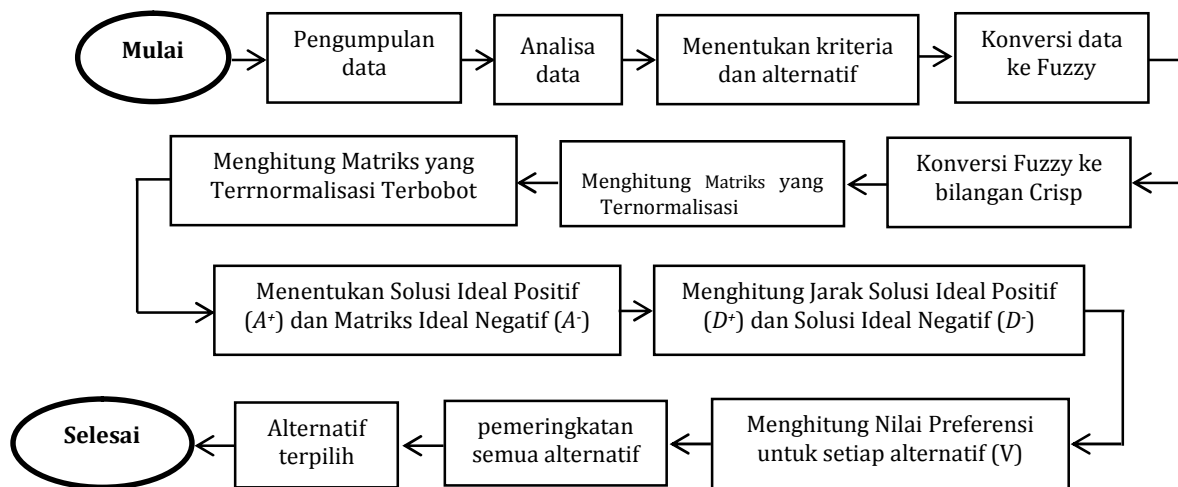 Mulai
Pengumpulan
data
Analisa
data
Menentukan kriteria
dan alternatif
Konversi data
ke Fuzzy
Konversi Fuzzy ke
bilangan Crisp
Menghitung Matriks yang
Ternormalisasi
Menghitung Matriks yang
Terrnormalisasi Terbobot
Menentukan Solusi Ideal Positif
(A⁺) dan Matriks Ideal Negatif (A⁻)
Menghitung Jarak Solusi Ideal Positif
(D⁺) dan Solusi Ideal Negatif (D⁻)
Menghitung Nilai Preferensi
untuk setiap alternatif (V)
pemeringkatan
semua alternatif
Alternatif
terpilih
Selesai